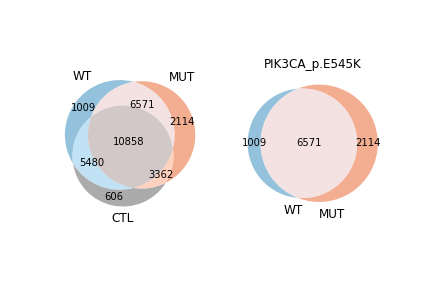 WT
MUT
1009
6571
2114
10858
5480
3362
606
CTL
PIK3CA_p.E545K
1009
6571
2114
WT
MUT